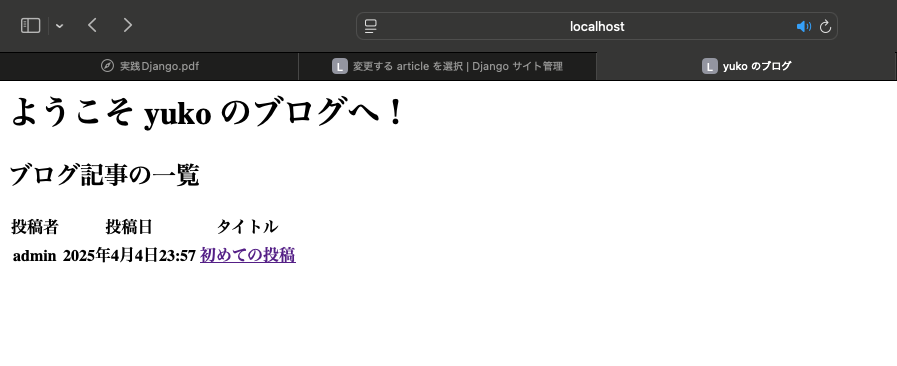 localhost
実践Django.pdf
L 変更する article を選択 | Django サイト管理
L yuko のブログ
ようこそ yuko のブログへ！
ブログ記事の一覧
投稿者 投稿日 タイトル
admin 2025年4月4日23:57 初めての投稿